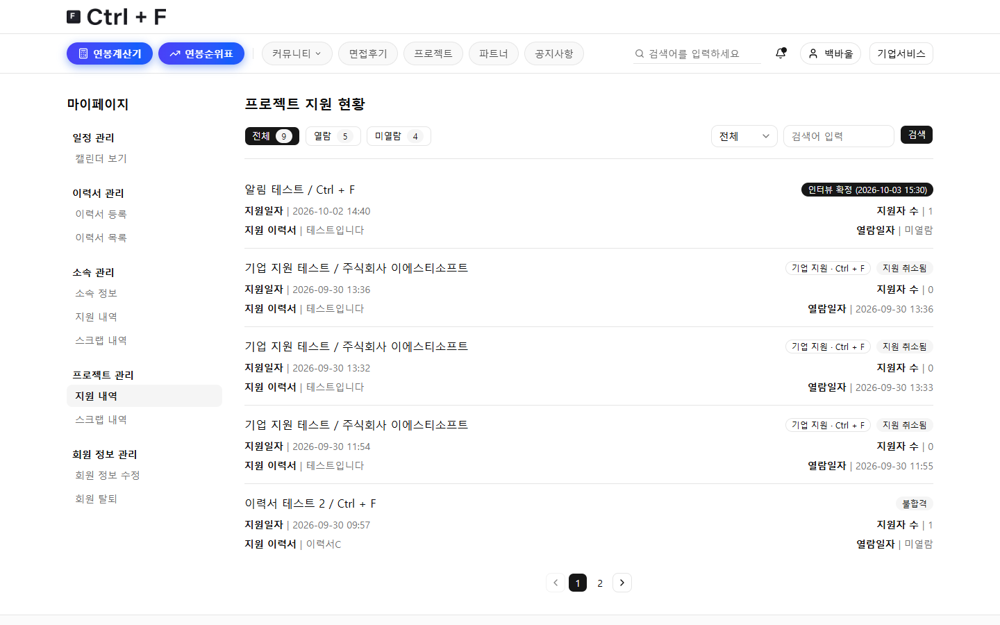 F Ctrl + F
연봉계산기 연봉순위표 커뮤니티 면접후기 프로젝트 파트너 공지사항 검색어를 입력하세요 백바울 기업서비스
마이페이지
일정 관리
캘린더 보기
이력서 관리
이력서 등록
이력서 목록
소속 관리
소속 정보
지원 내역
스크랩 내역
프로젝트 관리
지원 내역
스크랩 내역
회원 정보 관리
회원 정보 수정
회원 탈퇴
프로젝트 지원 현황
전체 9 열람 5 미열람 4 전체 검색어 입력 검색
알림 테스트 / Ctrl + F 인터뷰 확정 (2026-10-03 15:30)
지원일자 | 2026-10-02 14:40 지원자 수 | 1
지원 이력서 | 테스트입니다 열람일자 | 미열람
기업 지원 테스트 / 주식회사 이에스티소프트 기업 지원 · Ctrl + F 지원 취소됨
지원일자 | 2026-09-30 13:36 지원자 수 | 0
지원 이력서 | 테스트입니다 열람일자 | 2026-09-30 13:36
기업 지원 테스트 / 주식회사 이에스티소프트 기업 지원 · Ctrl + F 지원 취소됨
지원일자 | 2026-09-30 13:32 지원자 수 | 0
지원 이력서 | 테스트입니다 열람일자 | 2026-09-30 13:33
기업 지원 테스트 / 주식회사 이에스티소프트 기업 지원 · Ctrl + F 지원 취소됨
지원일자 | 2026-09-30 11:54 지원자 수 | 0
지원 이력서 | 테스트입니다 열람일자 | 2026-09-30 11:55
이력서 테스트 2 / Ctrl + F 불합격
지원일자 | 2026-09-30 09:57 지원자 수 | 1
지원 이력서 | 이력서C 열람일자 | 미열람
1 2